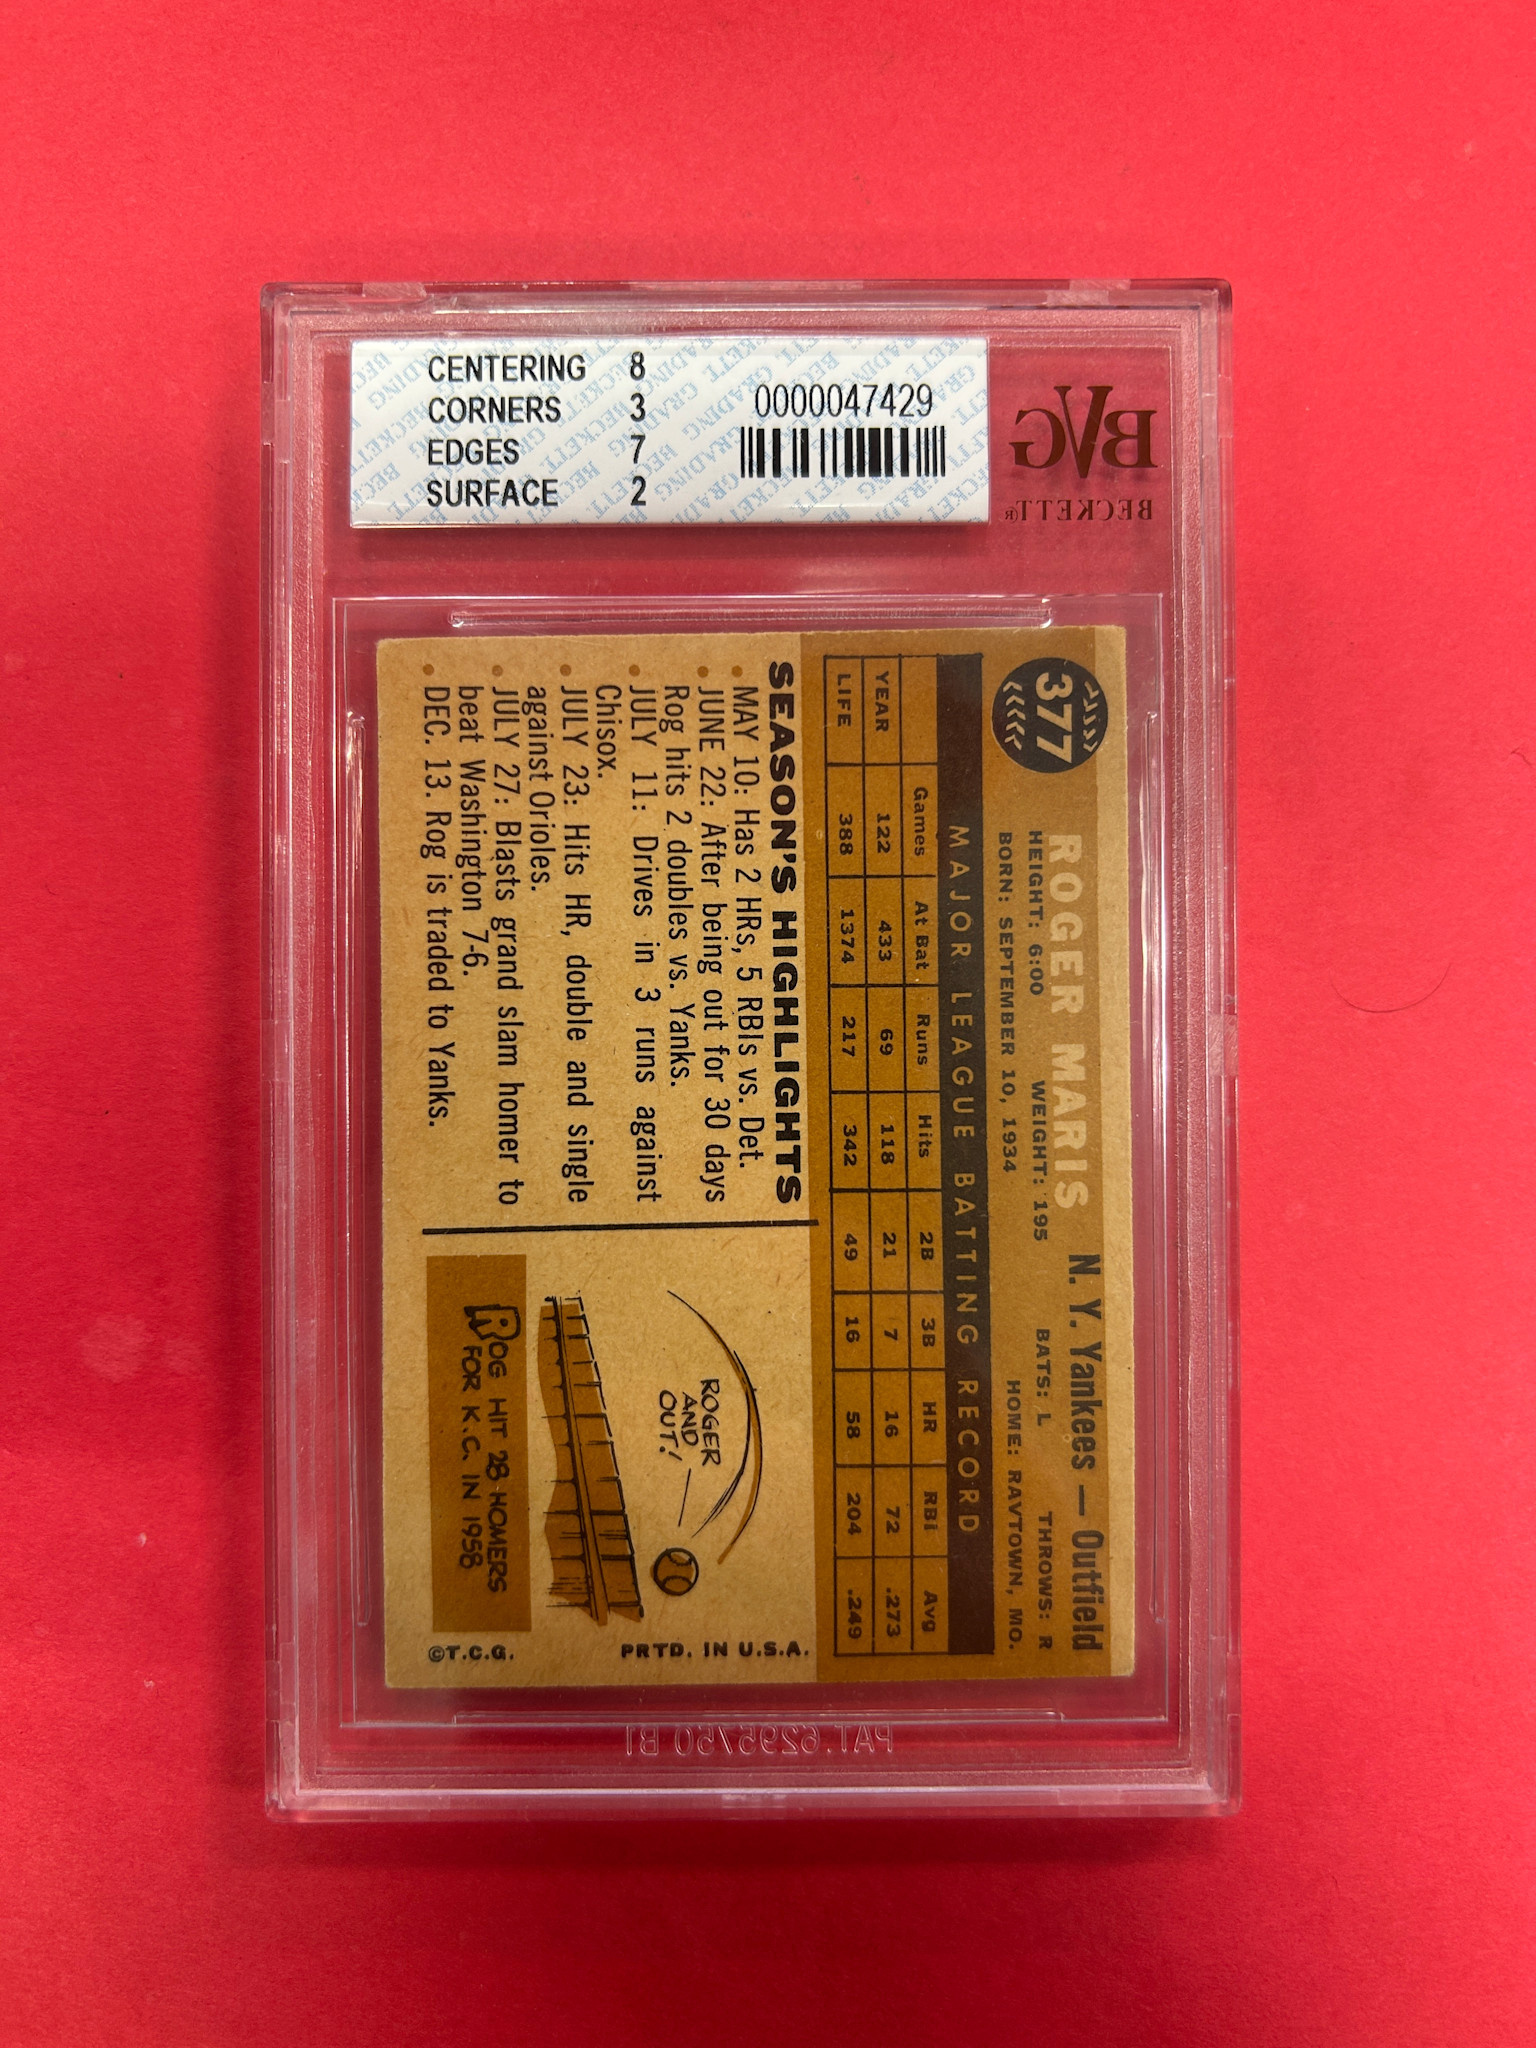 CENTERING 8
CORNERS 3
EDGES 7
SURFACE 2
0000047429
BVG
BECKETT®
377
ROGER MARIS N. Y. Yankees — Outfield
HEIGHT: 6:00 WEIGHT: 195 BATS: L THROWS: R
BORN: SEPTEMBER 10, 1934 HOME: RAYTOWN, MO.
MAJOR LEAGUE BATTING RECORD
Games At Bat Runs Hits 2B 3B HR RBI Avg
YEAR 122 433 69 118 21 7 16 72 .273
LIFE 388 1374 217 342 49 16 58 204 .249
SEASON'S HIGHLIGHTS
• MAY 10: Has 2 HRs, 5 RBIs vs. Det.
• JUNE 22: After being out for 30 days
Rog hits 2 doubles vs. Yanks.
• JULY 11: Drives in 3 runs against
Chisox.
• JULY 23: Hits HR, double and single
against Orioles.
• JULY 27: Blasts grand slam homer to
beat Washington 7-6.
• DEC. 13. Rog is traded to Yanks.
ROGER
AND
OUT!
ROG HIT 28 HOMERS
FOR K.C. IN 1958
©T.C.G. PRTD. IN U.S.A.
PAT. 6295750 B1